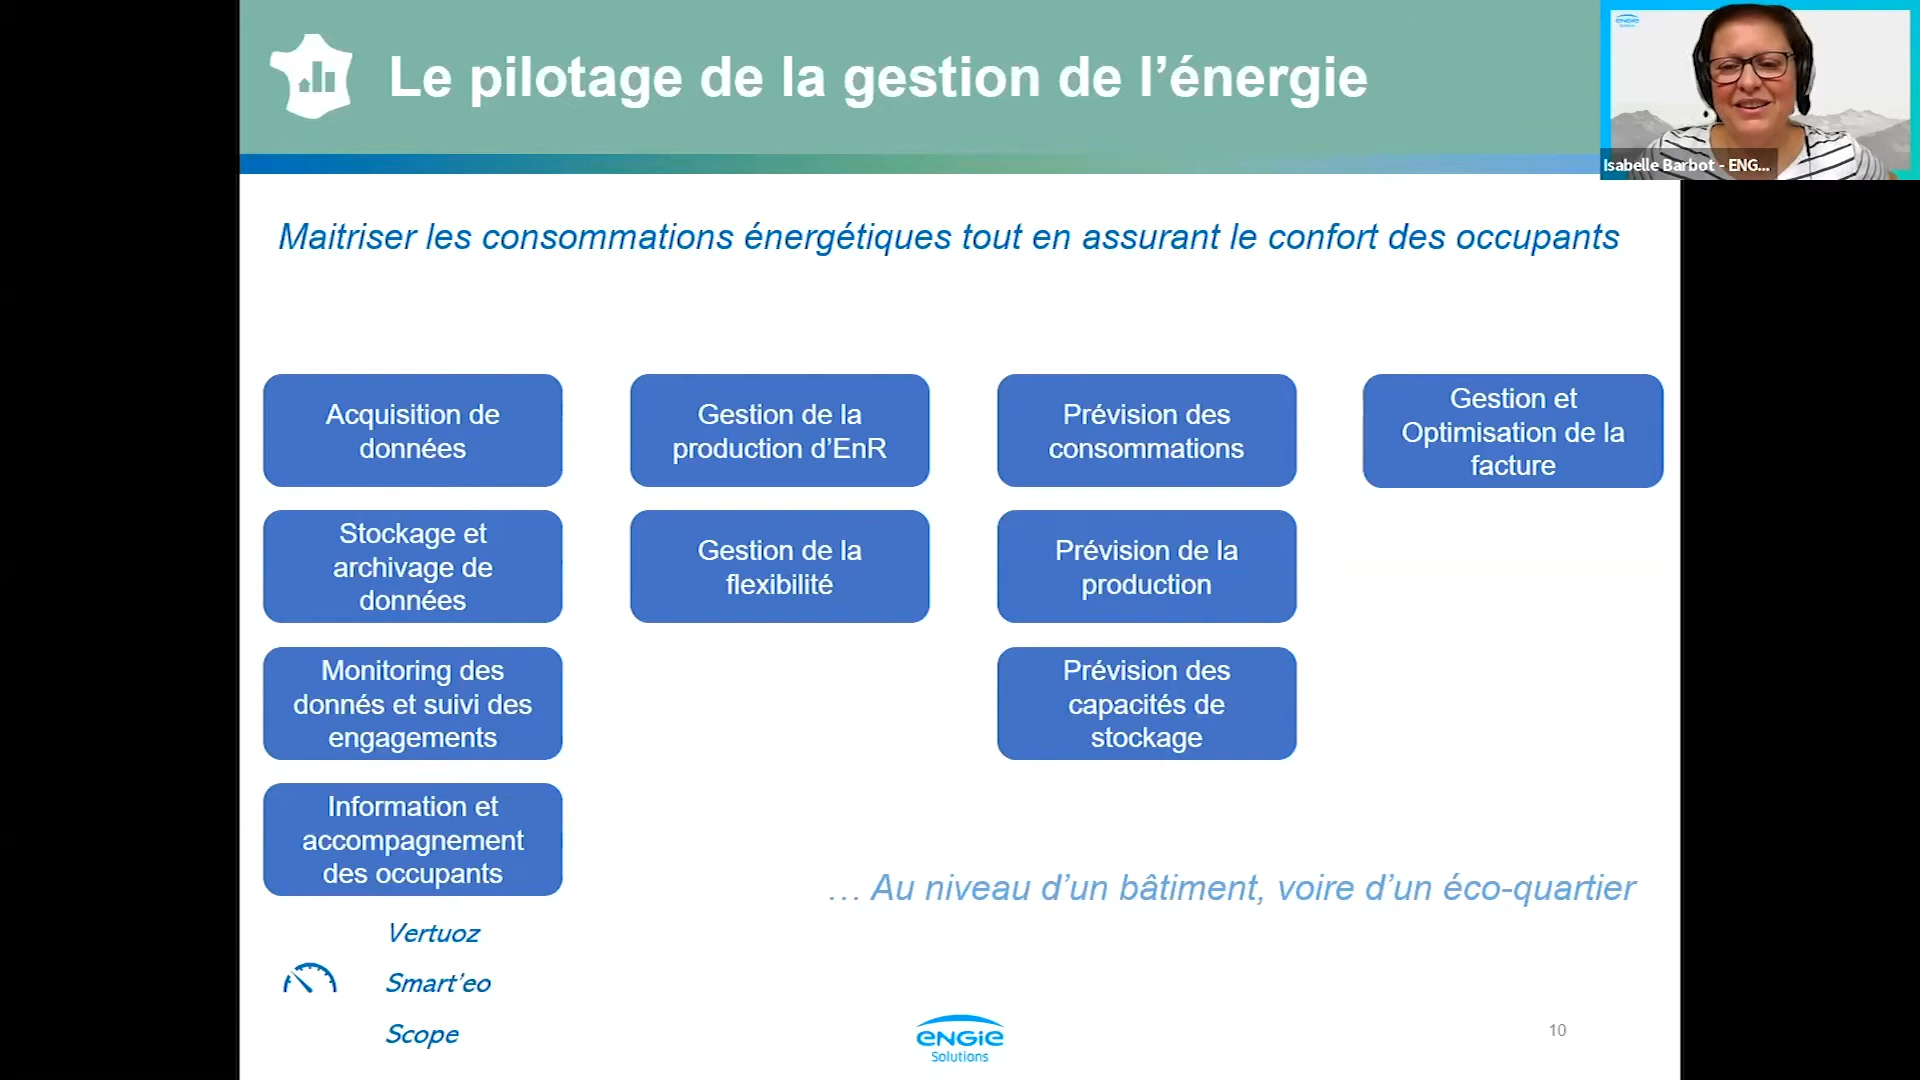 Le pilotage de la gestion de l’énergie
engie
Isabelle Barbot - ENG...
Maitriser les consommations énergétiques tout en assurant le confort des occupants
Acquisition de
données
Gestion de la
production d’EnR
Prévision des
consommations
Gestion et
Optimisation de la
facture
Stockage et
archivage de
données
Gestion de la
flexibilité
Prévision de la
production
Monitoring des
donnés et suivi des
engagements
Prévision des
capacités de
stockage
Information et
accompagnement
des occupants
… Au niveau d’un bâtiment, voire d’un éco-quartier
Vertuoz
Smart’eo
Scope
engie
Solutions
10